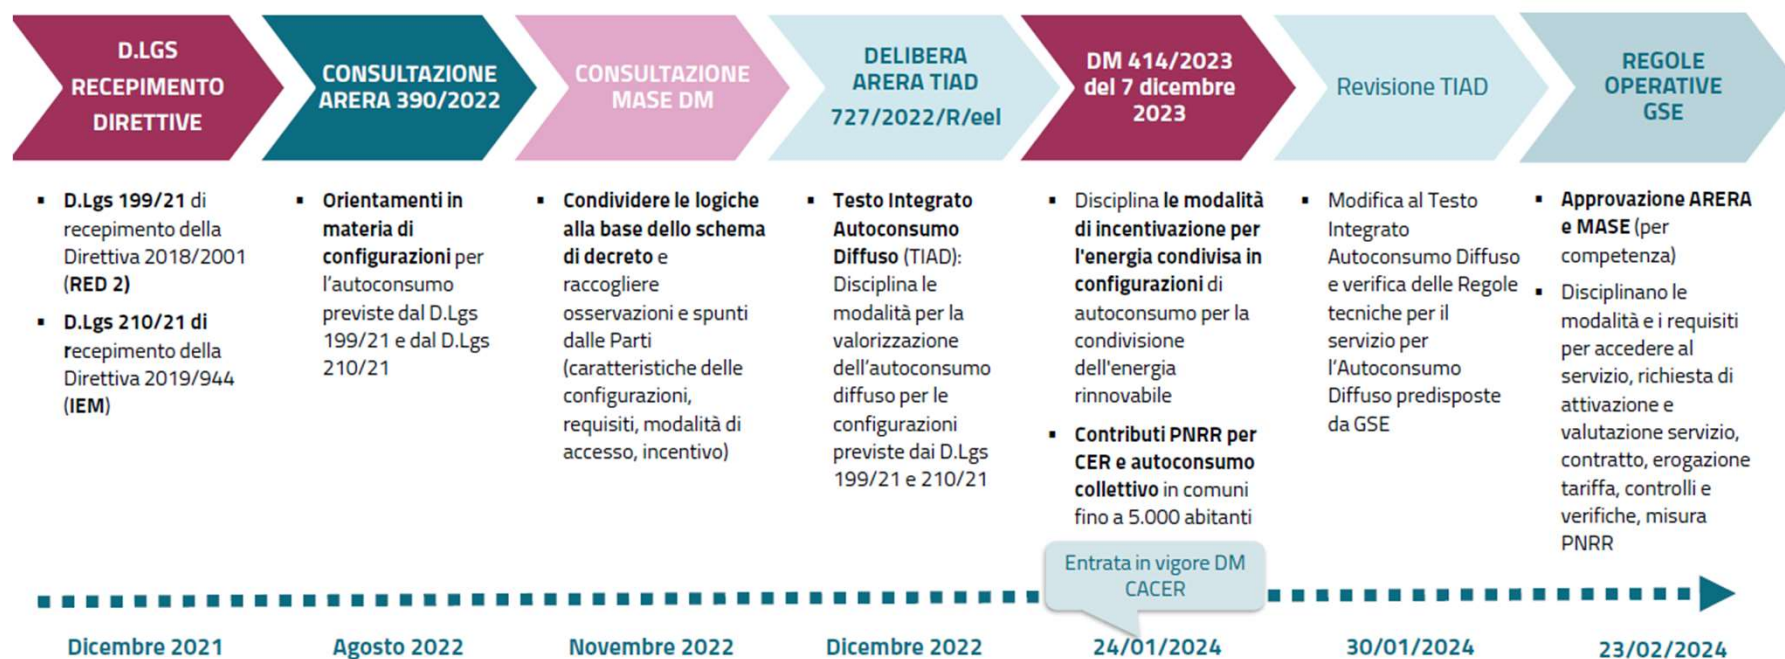 D.LGS
RECEPIMENTO
DIRETTIVE
CONSULTAZIONE
ARERA 390/2022
CONSULTAZIONE
MASE DM
DELIBERA
ARERA TIAD
727/2022/R/eel
DM 414/2023
del 7 dicembre
2023
Revisione TIAD
REGOLE
OPERATIVE
GSE
▪ D.Lgs 199/21 di
recepimento della
Direttiva 2018/2001
(RED 2)
▪ D.Lgs 210/21 di
recepimento della
Direttiva 2019/944
(IEM)
▪ Orientamenti in
materia di
configurazioni per
l'autoconsumo
previste dal D.Lgs
199/21 e dal D.Lgs
210/21
▪ Condividere le logiche
alla base dello schema
di decreto e
raccogliere
osservazioni e spunti
dalle Parti
(caratteristiche delle
configurazioni,
requisiti, modalità di
accesso, incentivo)
▪ Testo Integrato
Autoconsumo
Diffuso (TIAD):
Disciplina le
modalità per la
valorizzazione
dell'autoconsumo
diffuso per le
configurazioni
previste dai D.Lgs
199/21 e 210/21
▪ Disciplina le modalità
di incentivazione per
l'energia condivisa in
configurazioni di
autoconsumo per la
condivisione
dell'energia
rinnovabile
▪ Contributi PNRR per
CER e autoconsumo
collettivo in comuni
fino a 5.000 abitanti
▪ Modifica al Testo
Integrato
Autoconsumo Diffuso
e verifica delle Regole
tecniche per il
servizio per
l'Autoconsumo
Diffuso predisposte
da GSE
▪ Approvazione ARERA
e MASE (per
competenza)
▪ Disciplinano le
modalità e i requisiti
per accedere al
servizio, richiesta di
attivazione e
valutazione servizio,
contratto, erogazione
tariffa, controlli e
verifiche, misura
PNRR
Entrata in vigore DM
CACER
Dicembre 2021
Agosto 2022
Novembre 2022
Dicembre 2022
24/01/2024
30/01/2024
23/02/2024